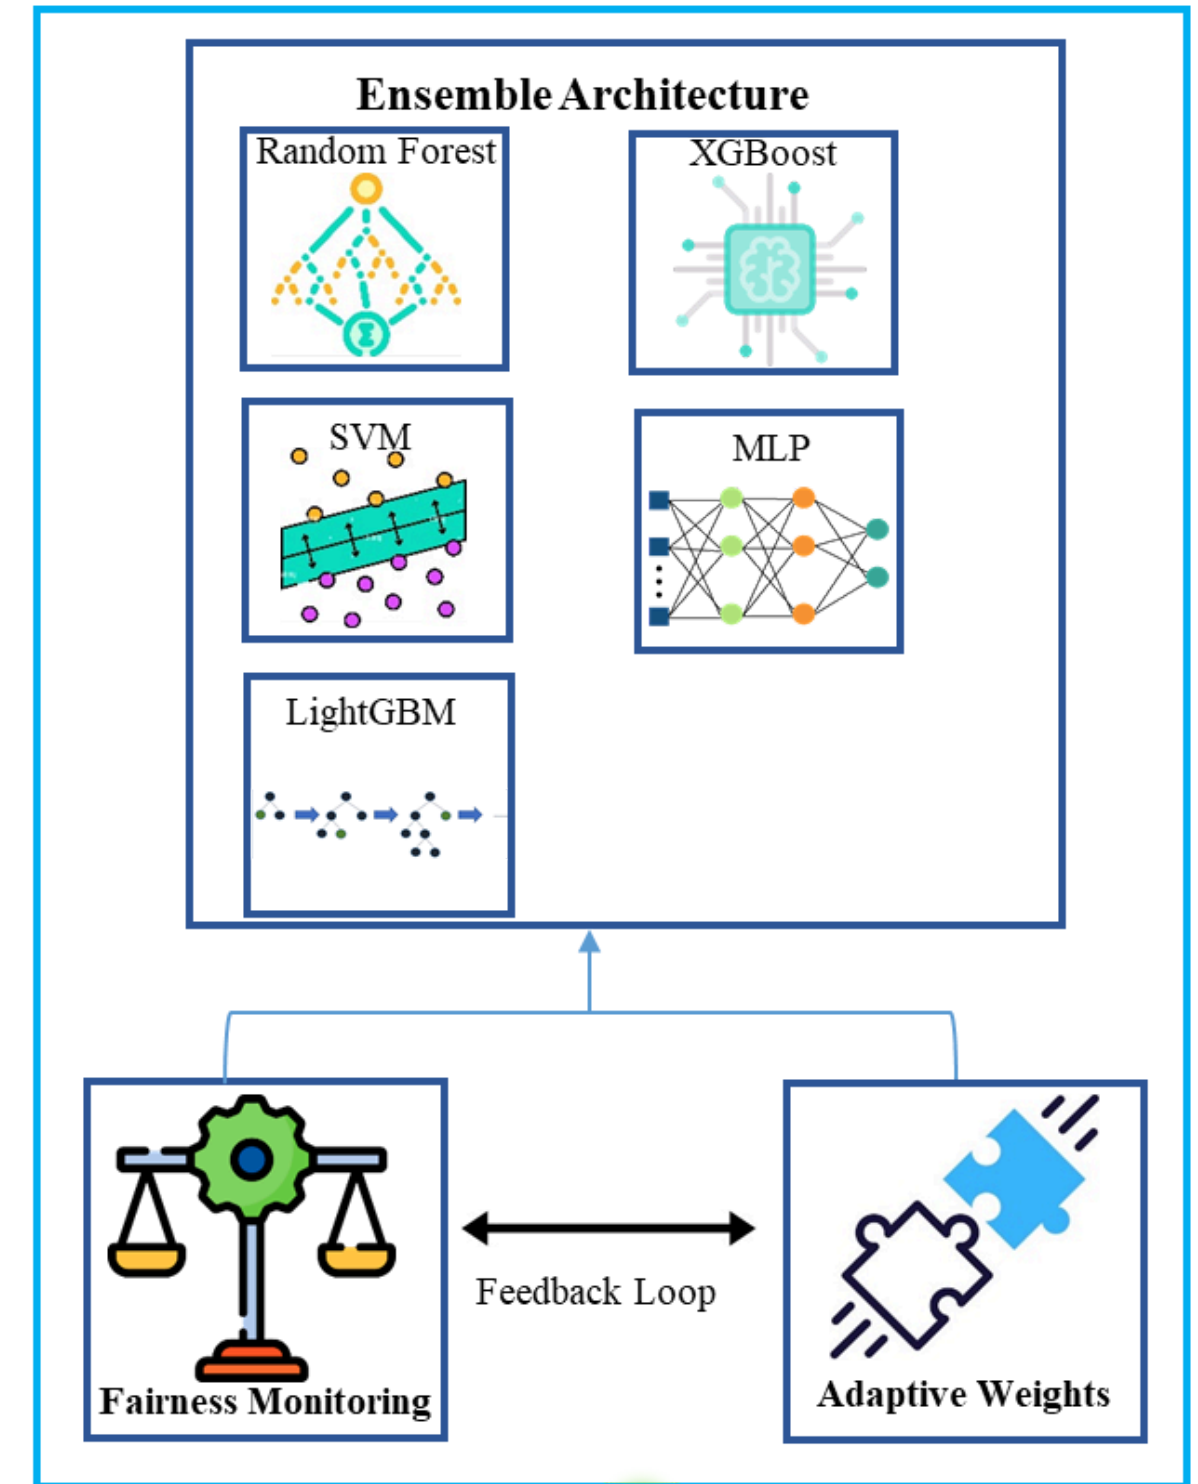 Ensemble Architecture
Random Forest
XGBoost
SVM
MLP
LightGBM
Feedback Loop
Fairness Monitoring
Adaptive Weights